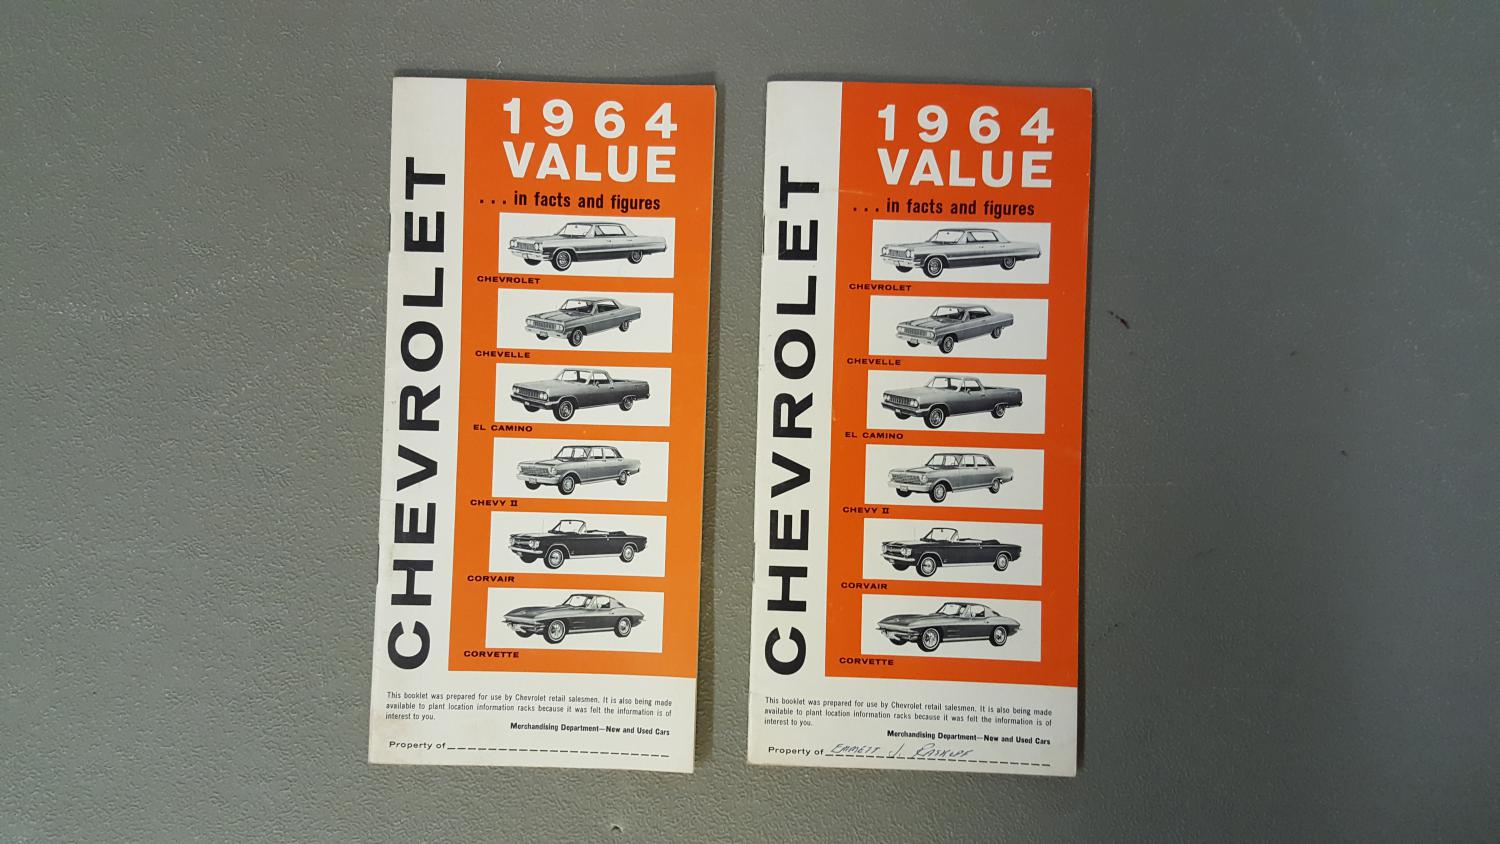 CHEVROLET
1964
VALUE
...in facts and figures
CHEVROLET
CHEVELLE
EL CAMINO
CHEVY II
CORVAIR
CORVETTE
This booklet was prepared for use by Chevrolet retail salesmen. It is also being made
available to plant location information racks because it was felt the information is of
interest to you.
Merchandising Department—New and Used Cars
Property of
CHEVROLET
1964
VALUE
...in facts and figures
CHEVROLET
CHEVELLE
EL CAMINO
CHEVY II
CORVAIR
CORVETTE
This booklet was prepared for use by Chevrolet retail salesmen. It is also being made
available to plant location information racks because it was felt the information is of
interest to you.
Merchandising Department—New and Used Cars
Property of EMMETT J.